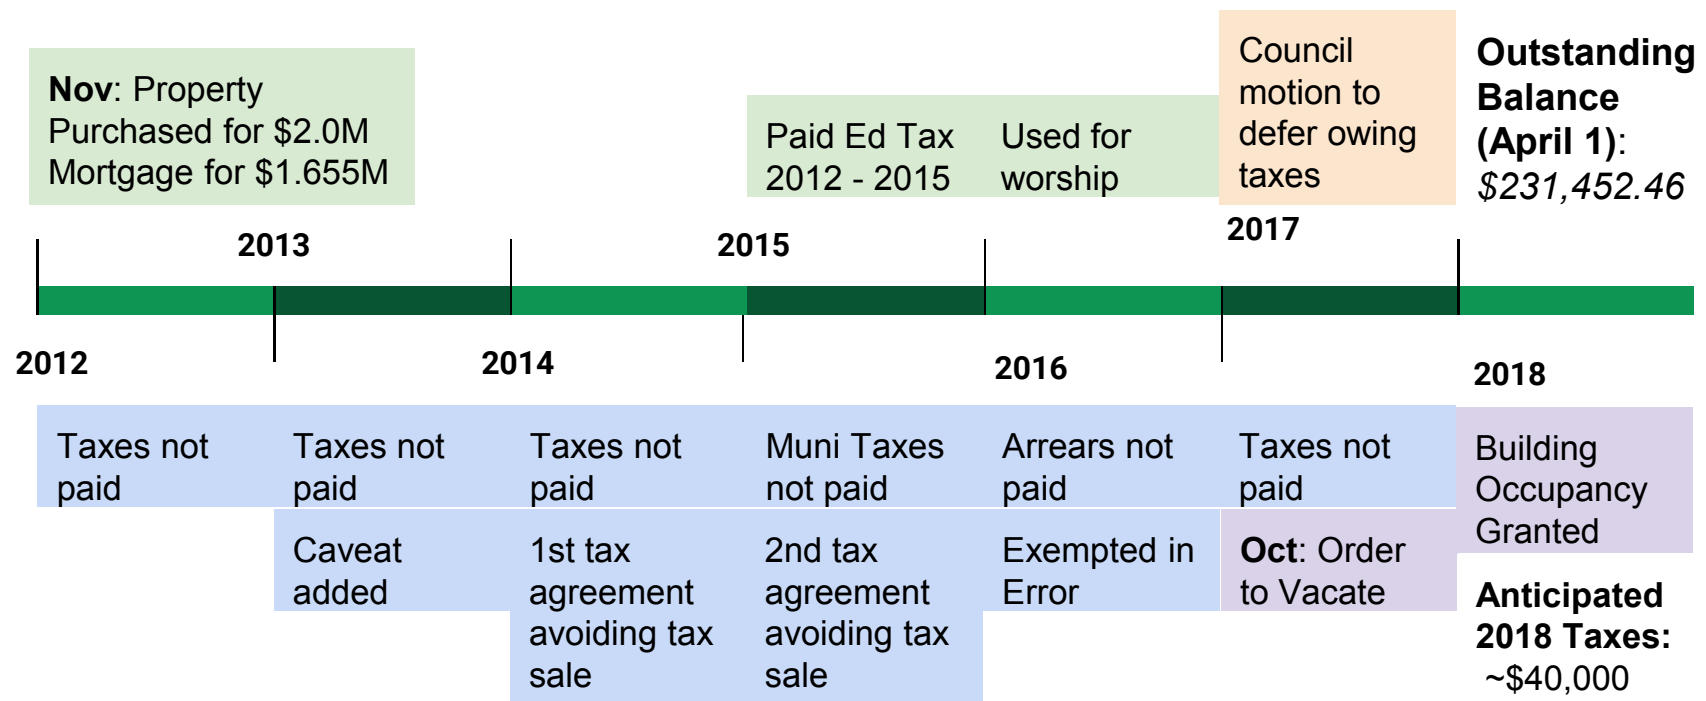 Nov: Property
Purchased for $2.0M
Mortgage for $1.655M
Paid Ed Tax
2012 - 2015
Used for
worship
Council
motion to
defer owing
taxes
Outstanding
Balance
(April 1):
$231,452.46
2013
2015
2017
2012
2014
2016
2018
Taxes not
paid
Taxes not
paid
Taxes not
paid
Muni Taxes
not paid
Arrears not
paid
Taxes not
paid
Building
Occupancy
Granted
Caveat
added
1st tax
agreement
avoiding tax
sale
2nd tax
agreement
avoiding tax
sale
Exempted in
Error
Oct: Order
to Vacate
Anticipated
2018 Taxes:
~$40,000